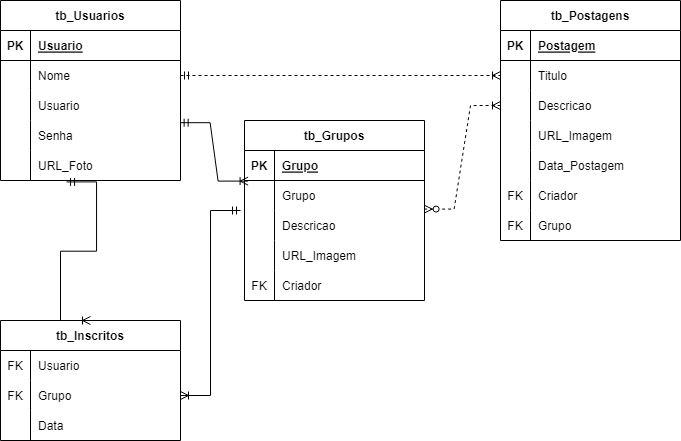 tb_Usuarios
PK Usuario
Nome
Usuario
Senha
URL_Foto
tb_Postagens
PK Postagem
Titulo
Descricao
URL_Imagem
Data_Postagem
FK Criador
FK Grupo
tb_Grupos
PK Grupo
Grupo
Descricao
URL_Imagem
FK Criador
tb_Inscritos
FK Usuario
FK Grupo
Data